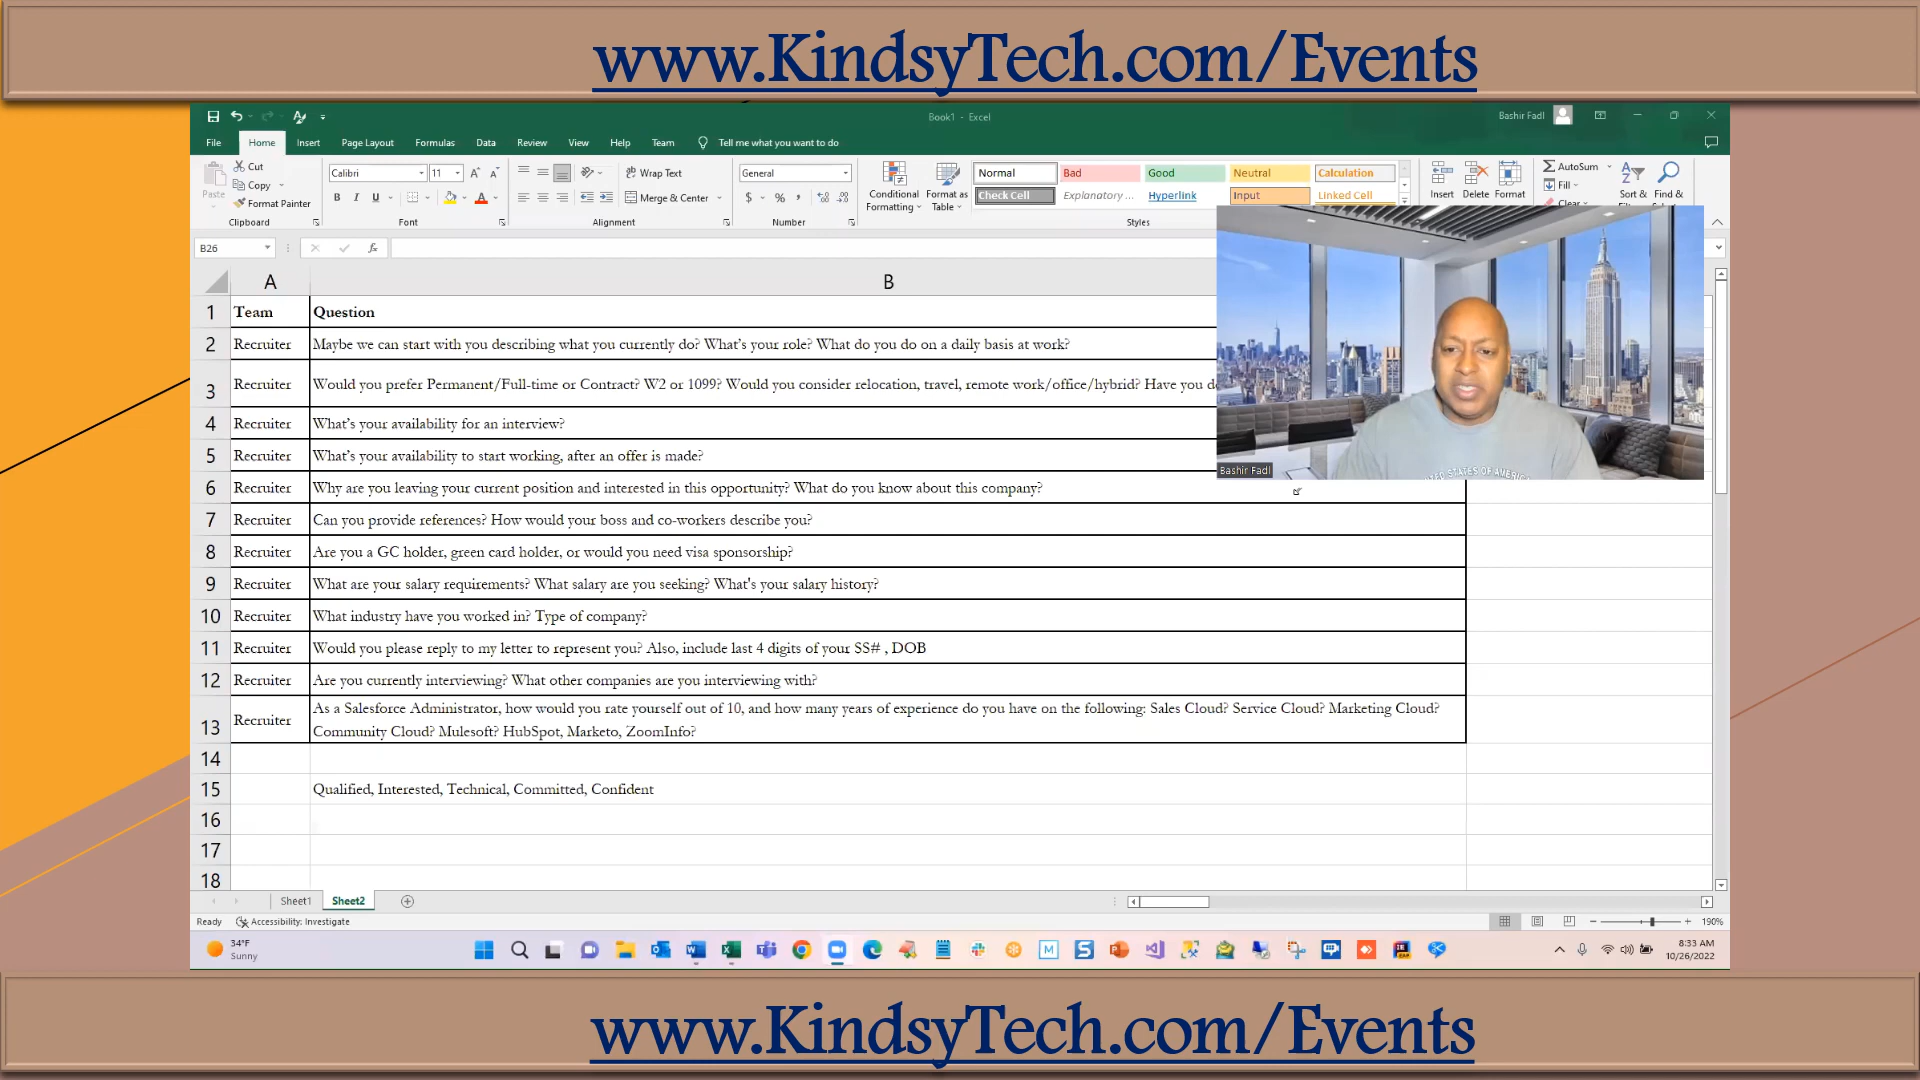 www.KindsyTech.com/Events
Book1 - Excel
Bashir Fadl
File Home Insert Page Layout Formulas Data Review View Help Team Tell me what you want to do
Paste
Cut
Copy
Format Painter
Clipboard
Calibri 11
B I U
Font
Wrap Text
Merge & Center
Alignment
General
$ % ,
Number
Conditional Formatting
Format as Table
Normal Bad Good Neutral Calculation
Check Cell Explanatory ... Hyperlink Input Linked Cell
Styles
Insert Delete Format
AutoSum
Fill
Clear
Sort &
Find &
B26
fx
A B
1 Team Question
2 Recruiter Maybe we can start with you describing what you currently do? What's your role? What do you do on a daily basis at work?
3 Recruiter Would you prefer Permanent/Full-time or Contract? W2 or 1099? Would you consider relocation, travel, remote work/office/hybrid? Have you d
4 Recruiter What's your availability for an interview?
5 Recruiter What's your availability to start working, after an offer is made?
6 Recruiter Why are you leaving your current position and interested in this opportunity? What do you know about this company?
7 Recruiter Can you provide references? How would your boss and co-workers describe you?
8 Recruiter Are you a GC holder, green card holder, or would you need visa sponsorship?
9 Recruiter What are your salary requirements? What salary are you seeking? What's your salary history?
10 Recruiter What industry have you worked in? Type of company?
11 Recruiter Would you please reply to my letter to represent you? Also, include last 4 digits of your SS# , DOB
12 Recruiter Are you currently interviewing? What other companies are you interviewing with?
13 Recruiter As a Salesforce Administrator, how would you rate yourself out of 10, and how many years of experience do you have on the following: Sales Cloud? Service Cloud? Marketing Cloud?
Community Cloud? Mulesoft? HubSpot, Marketo, ZoomInfo?
14
15 Qualified, Interested, Technical, Committed, Confident
16
17
18
Bashir Fadl
STATES OF AMERICA
Sheet1 Sheet2
Ready Accessibility: Investigate
190%
34°F
Sunny
8:33 AM
10/26/2022
www.KindsyTech.com/Events